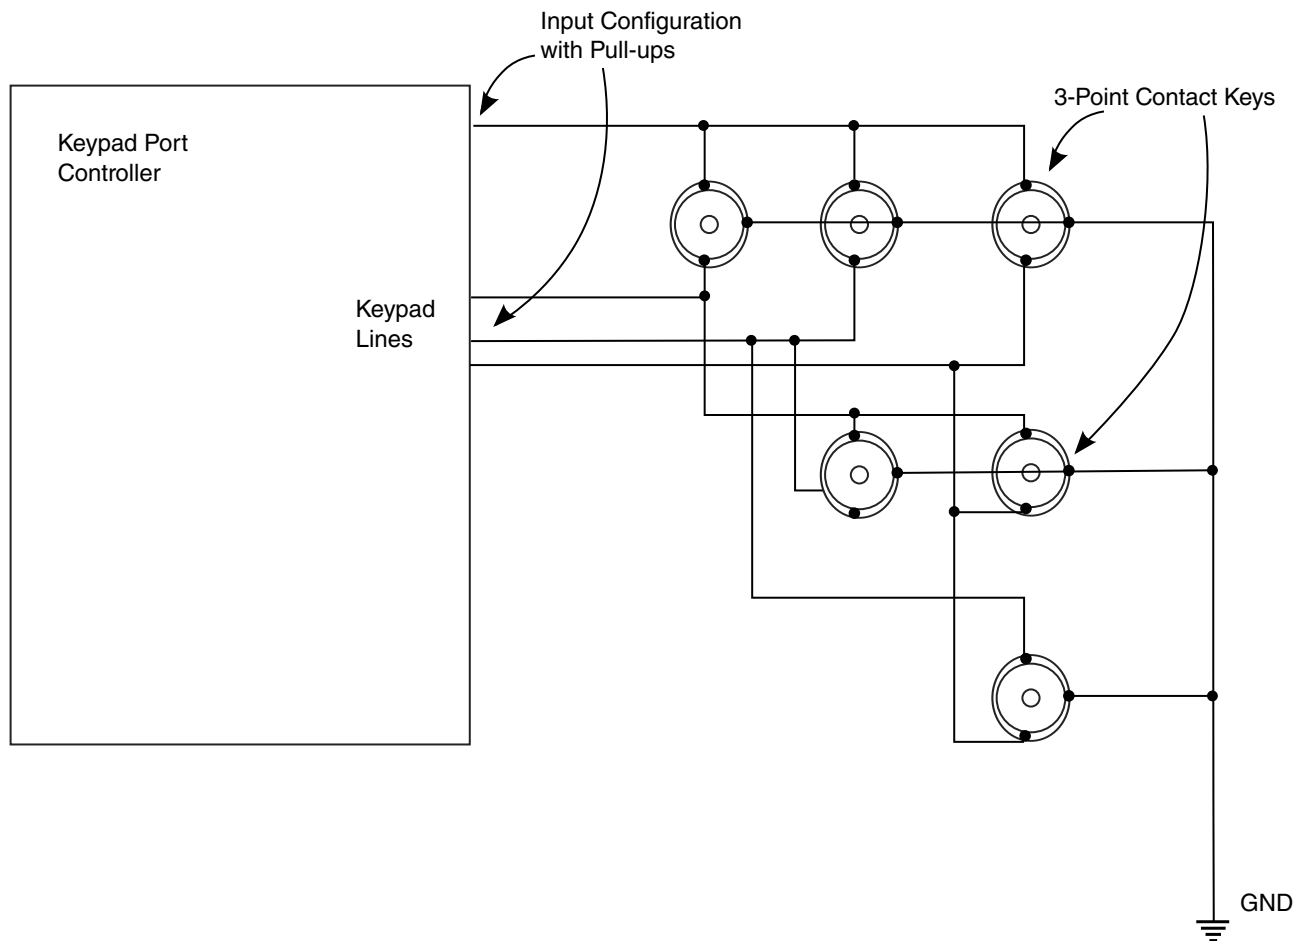 Input Configuration
with Pull-ups
3-Point Contact Keys
Keypad Port
Controller
Keypad
Lines
GND